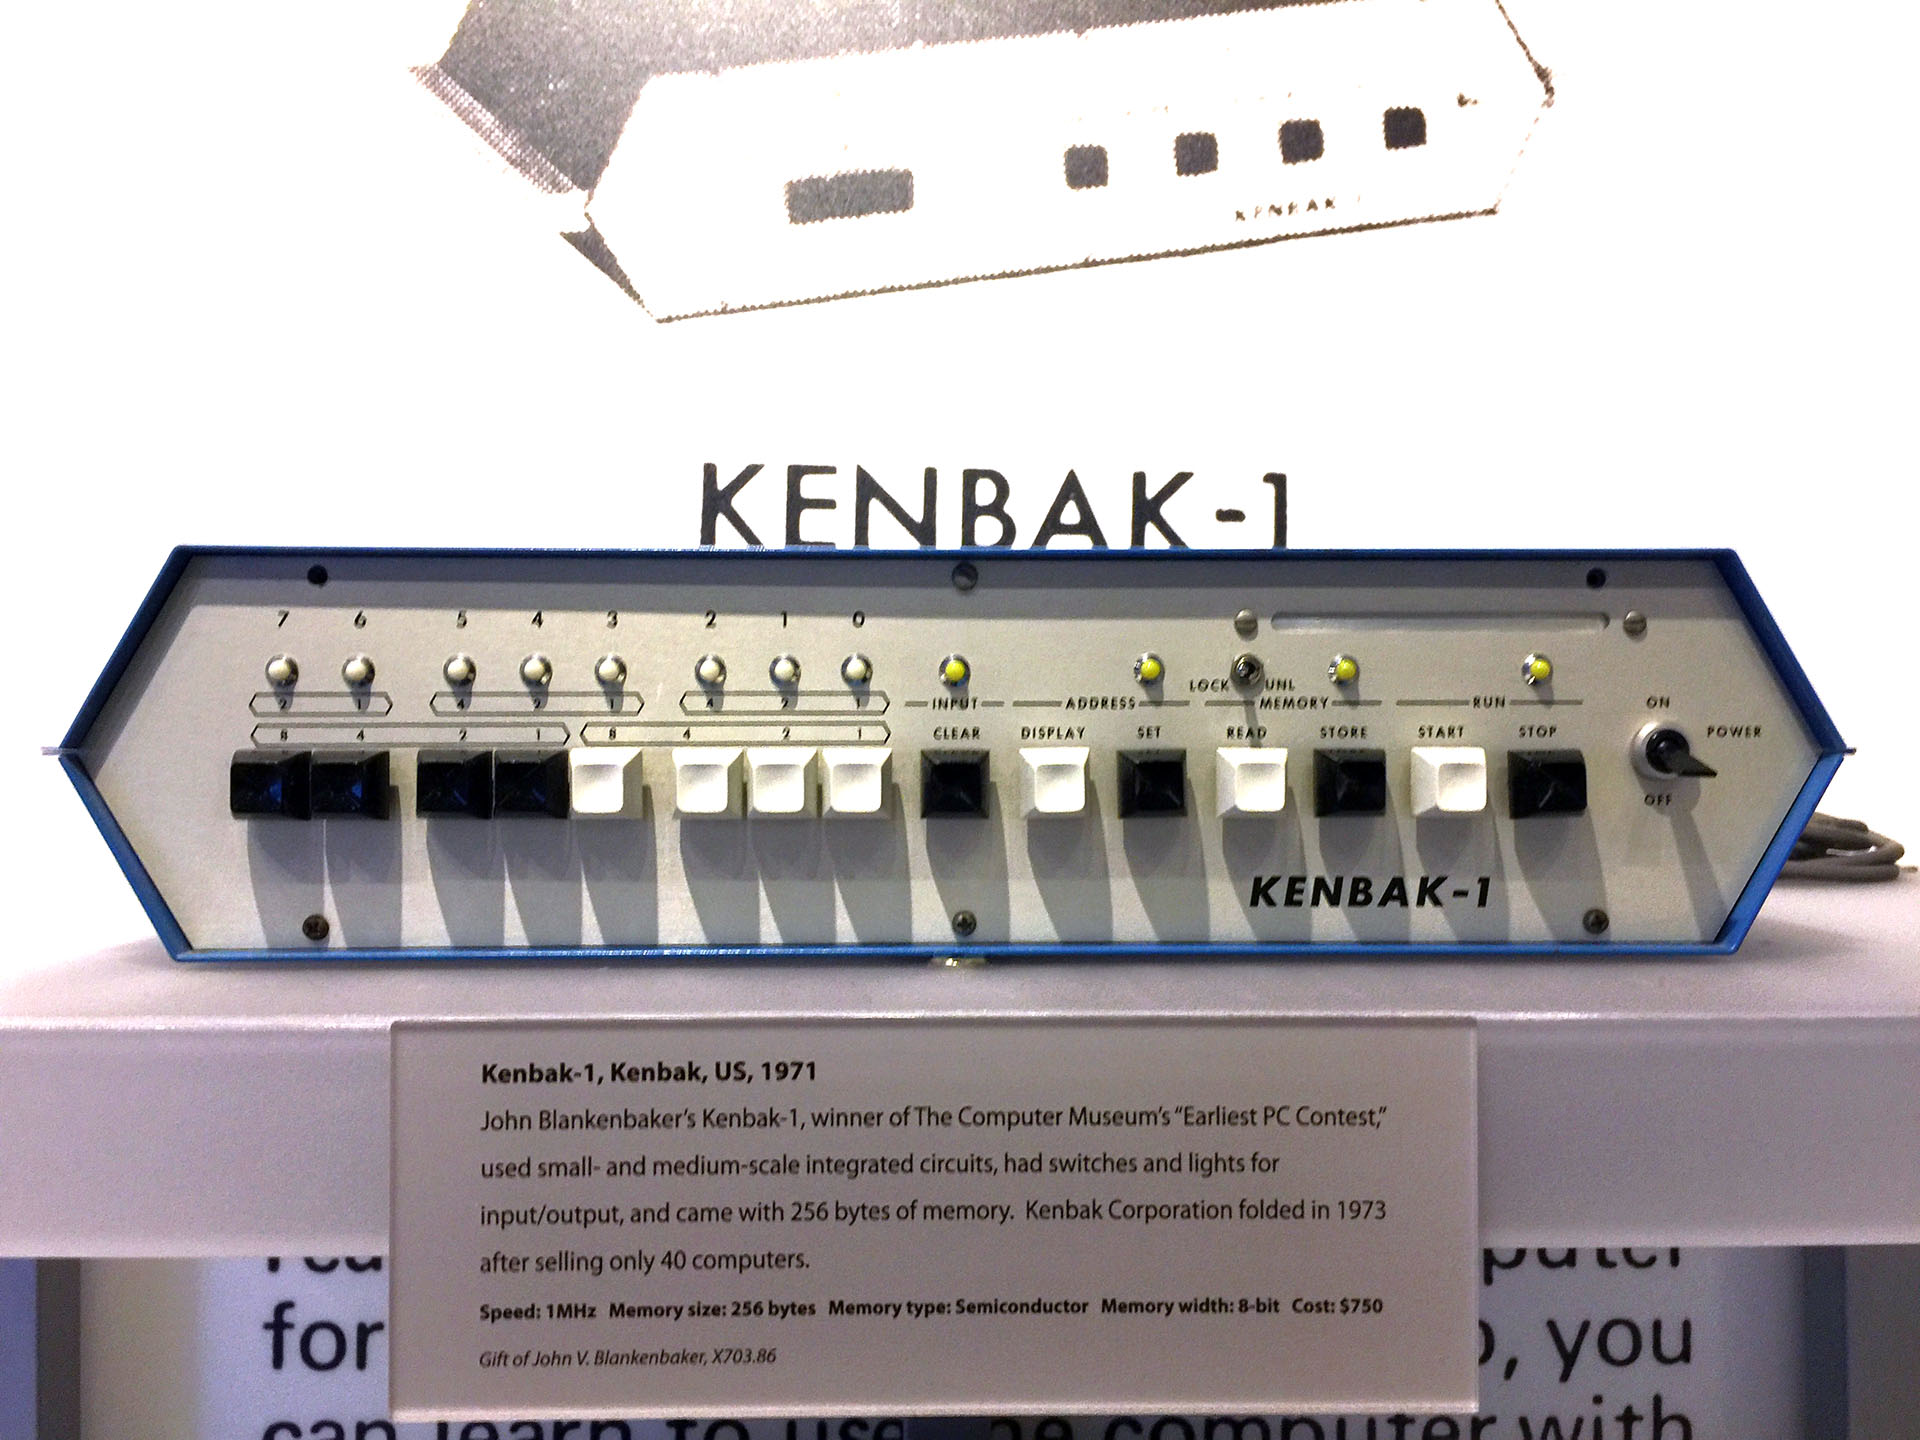 KENBAK-1
KENBAK-1
7 6 5 4 3 2 1 0
LOCK UNL
2 1 4 2 1 4 2 1 INPUT ADDRESS MEMORY RUN ON
8 4 2 1 8 4 2 1 CLEAR DISPLAY SET READ STORE START STOP POWER
OFF
KENBAK-1
Kenbak-1, Kenbak, US, 1971
John Blankenbaker's Kenbak-1, winner of The Computer Museum's "Earliest PC Contest,"
used small- and medium-scale integrated circuits, had switches and lights for
input/output, and came with 256 bytes of memory. Kenbak Corporation folded in 1973
after selling only 40 computers.
Speed: 1MHz Memory size: 256 bytes Memory type: Semiconductor Memory width: 8-bit Cost: $750
Gift of John V. Blankenbaker, X703.86
for , you
can learn to use he computer with